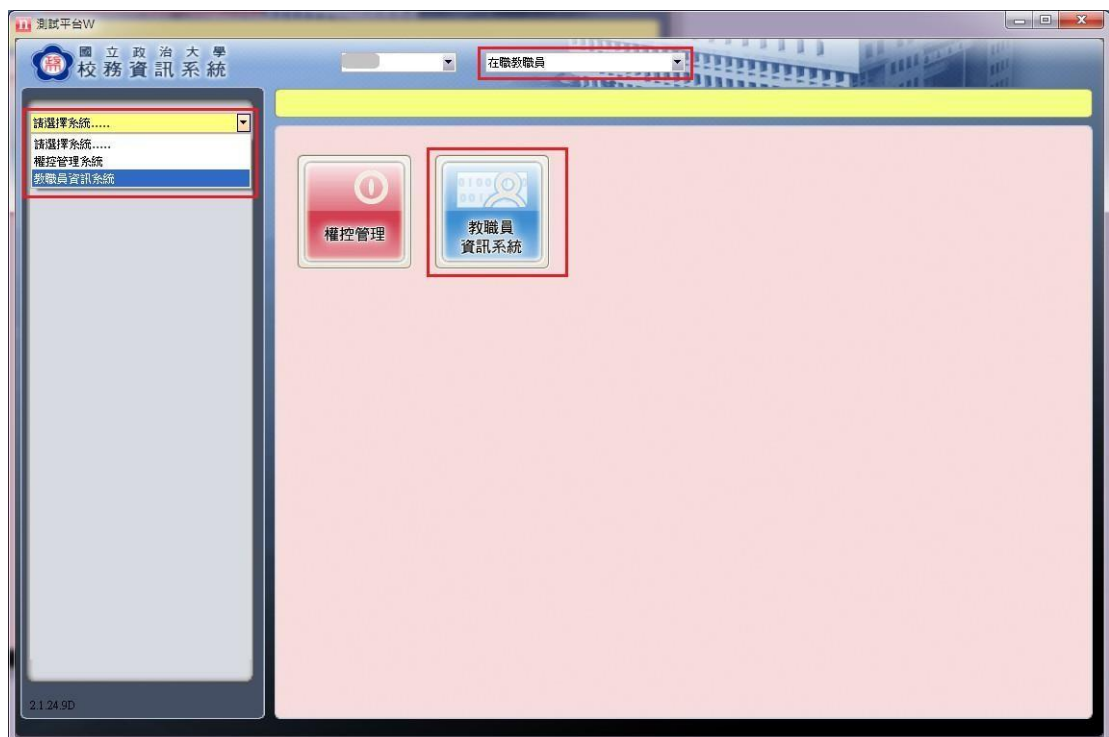 測試平台W
國立政治大學
校務資訊系統
在職教職員
請選擇系統.....
請選擇系統.....
權控管理系統
教職員資訊系統
權控管理
教職員
資訊系統
2.1.24.9D